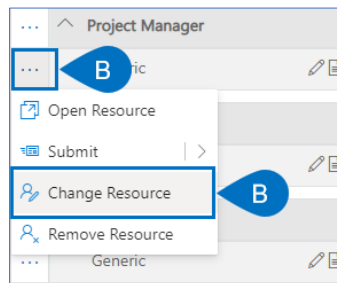 ... Project Manager
... B ric
Open Resource
Submit
Change Resource B
Remove Resource
... Generic